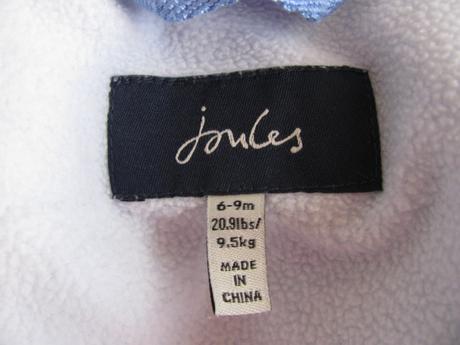 joules
6-9m
20.9lbs/
9.5kg
MADE
IN
CHINA